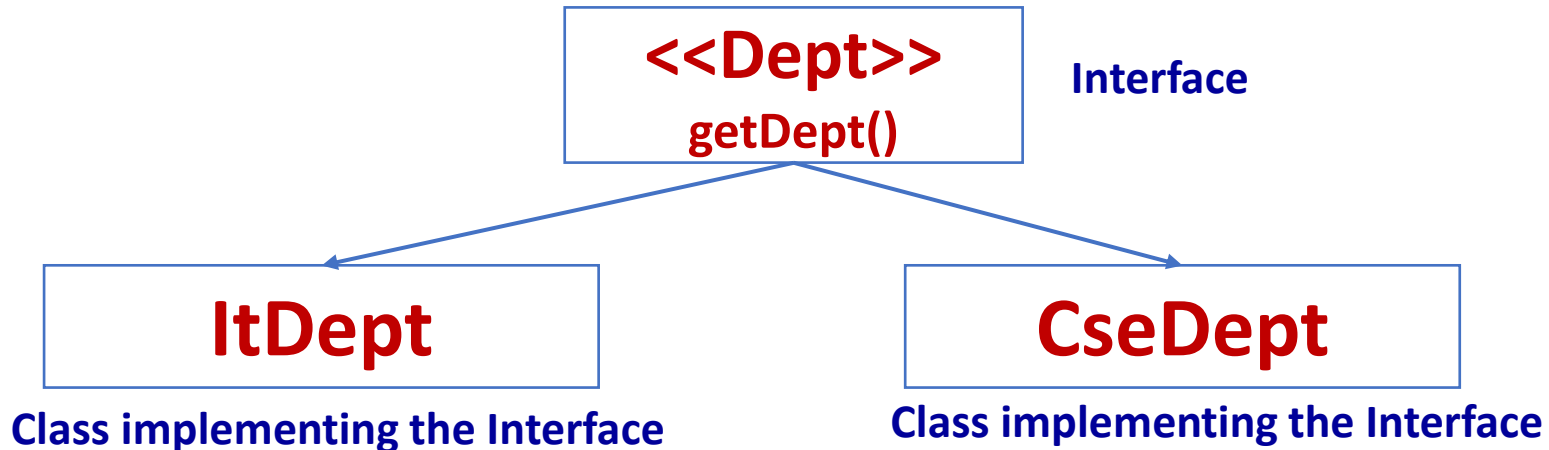 <<Dept>>
getDept()
Interface
ItDept
CseDept
Class implementing the Interface
Class implementing the Interface